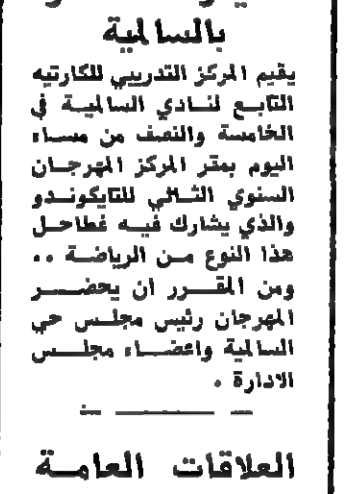 بالسالمية
يقيم المركز التدريبي للكارتيه
التابع لنادي السالمية في
الخامسة والنصف من مساء
اليوم بمقر المركز المهرجان
السنوي الثاني للتايكوندو
والذي يشارك فيه غطاحل
هذا النوع من الرياضة ..
ومن المقرر ان يحضر
المهرجان رئيس مجلس حي
السالمية واعضاء مجلس
الادارة .
العلاقات العامة